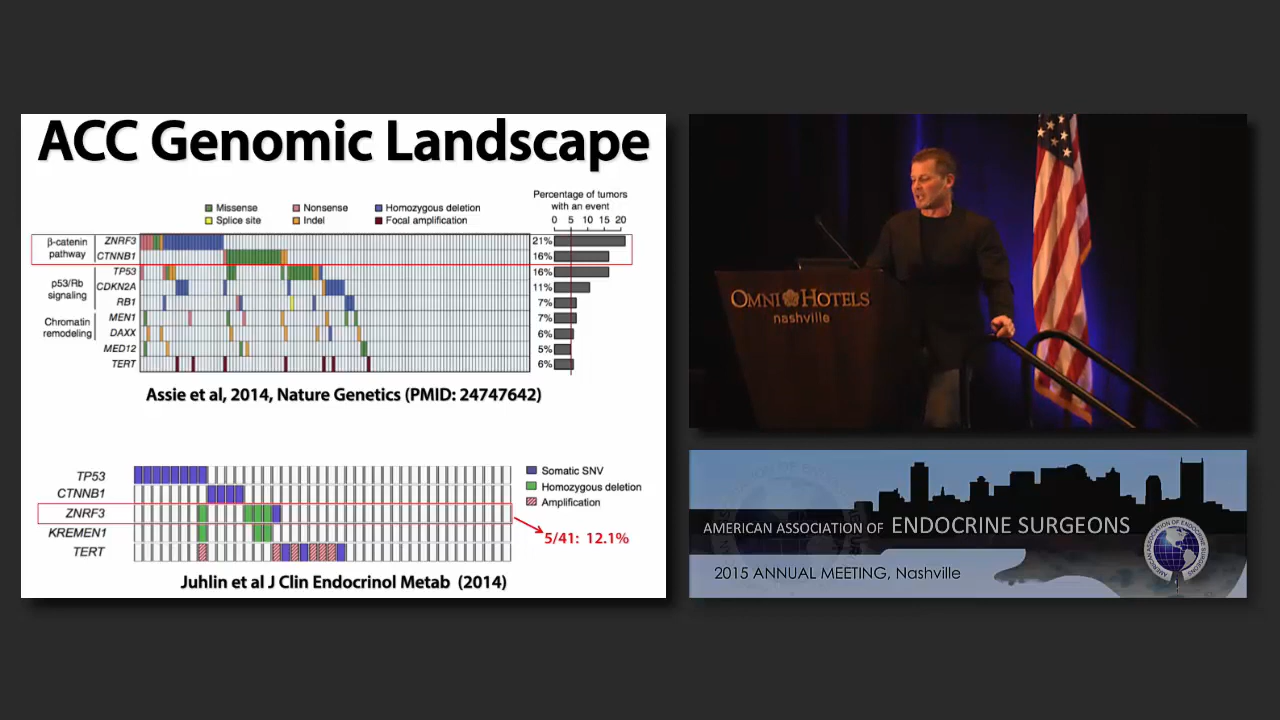 ACC Genomic Landscape
Percentage of tumors
with an event
Missense
Nonsense
Homozygous deletion
Splice site
Indel
Focal amplification
0 5 10 15 20
β-catenin
pathway
ZNRF3
21%
CTNNB1
16%
p53/Rb
signaling
TP53
16%
CDKN2A
11%
RB1
7%
Chromatin
remodeling
MEN1
7%
DAXX
6%
MED12
5%
TERT
6%
Assie et al, 2014, Nature Genetics (PMID: 24747642)
TP53
CTNNB1
ZNRF3
KREMEN1
TERT
Somatic SNV
Homozygous deletion
Amplification
5/41: 12.1%
Juhlin et al J Clin Endocrinol Metab (2014)
OMNI HOTELS
nashville
AMERICAN ASSOCIATION OF ENDOCRINE SURGEONS
2015 ANNUAL MEETING, Nashville